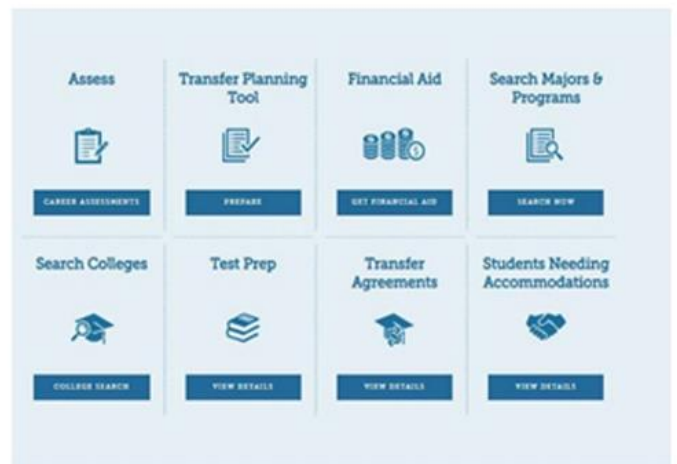 Assess
Transfer Planning
Tool
Financial Aid
Search Majors &
Programs
CAREER ASSESSMENTS
PREPARE
GET FINANCIAL AID
SEARCH NOW
Search Colleges
Test Prep
Transfer
Agreements
Students Needing
Accommodations
COLLEGE SEARCH
VIEW DETAILS
VIEW DETAILS
VIEW DETAILS